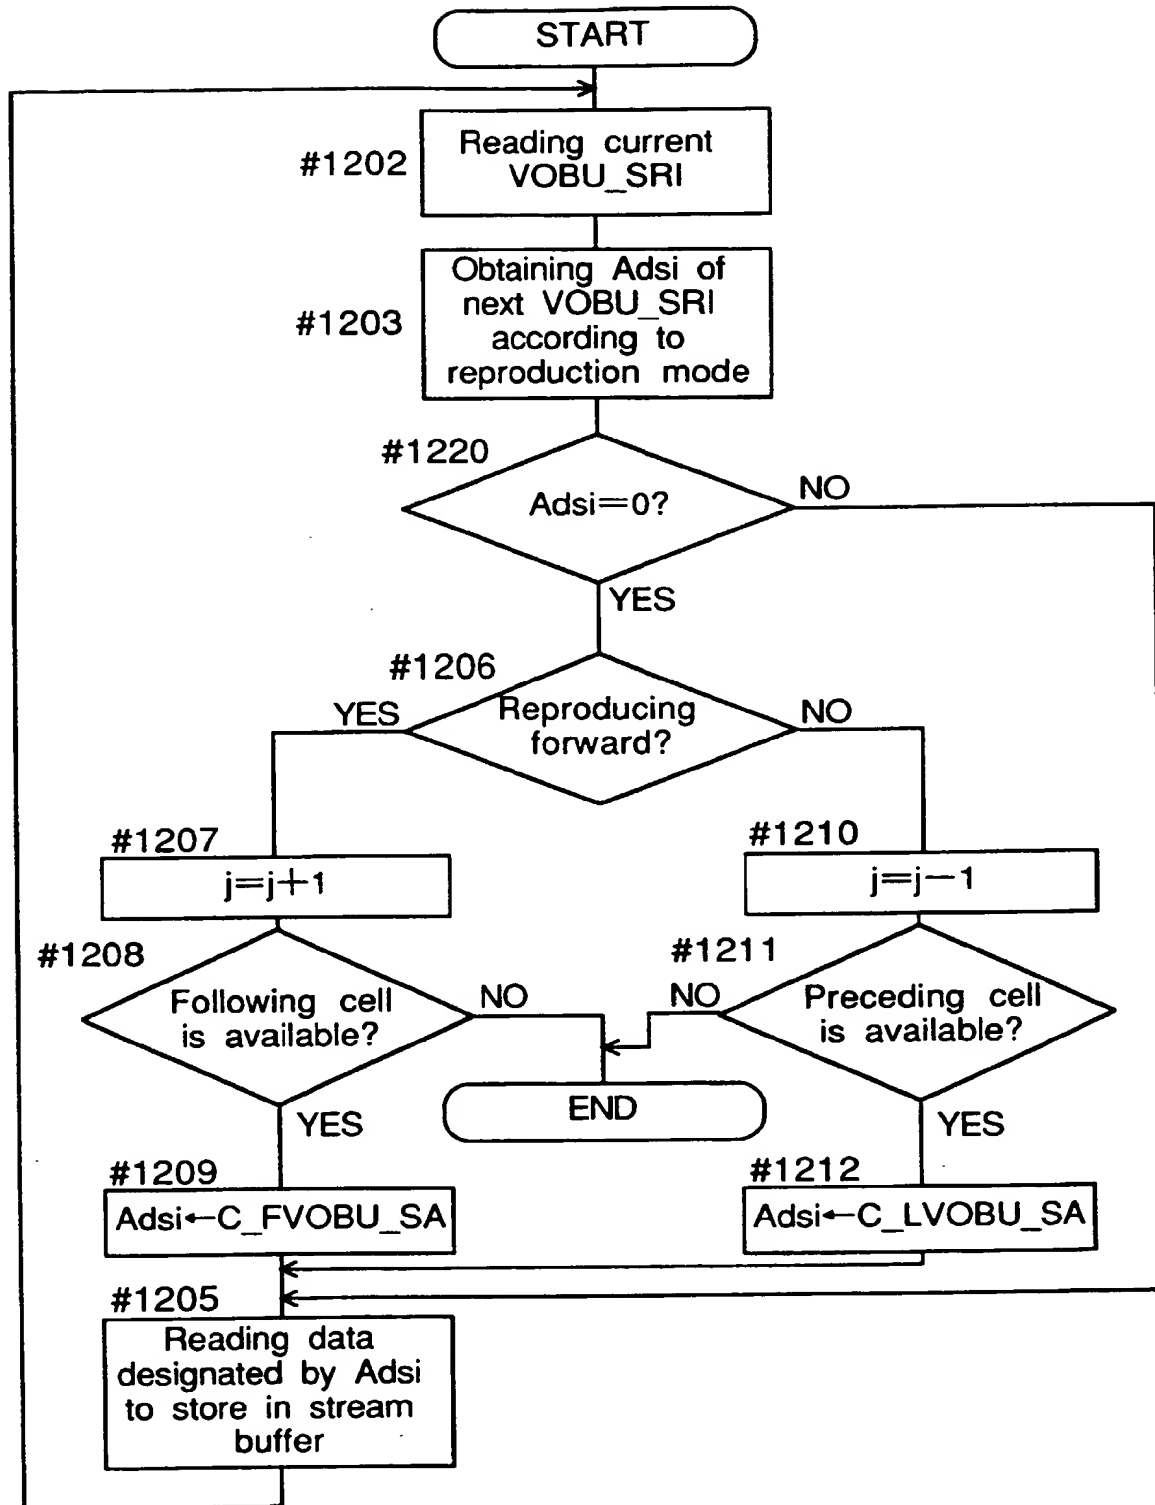 START
#1202
Reading current
VOBU_SRI
#1203
Obtaining Adsi of
next VOBU_SRI
according to
reproduction mode
#1220
Adsi=0?
NO
YES
#1206
Reproducing
forward?
YES
NO
#1207
j=j+1
#1210
j=j−1
#1208
Following cell
is available?
NO
YES
#1211
Preceding cell
is available?
NO
YES
END
#1209
Adsi←C_FVOBU_SA
#1212
Adsi←C_LVOBU_SA
#1205
Reading data
designated by Adsi
to store in stream
buffer